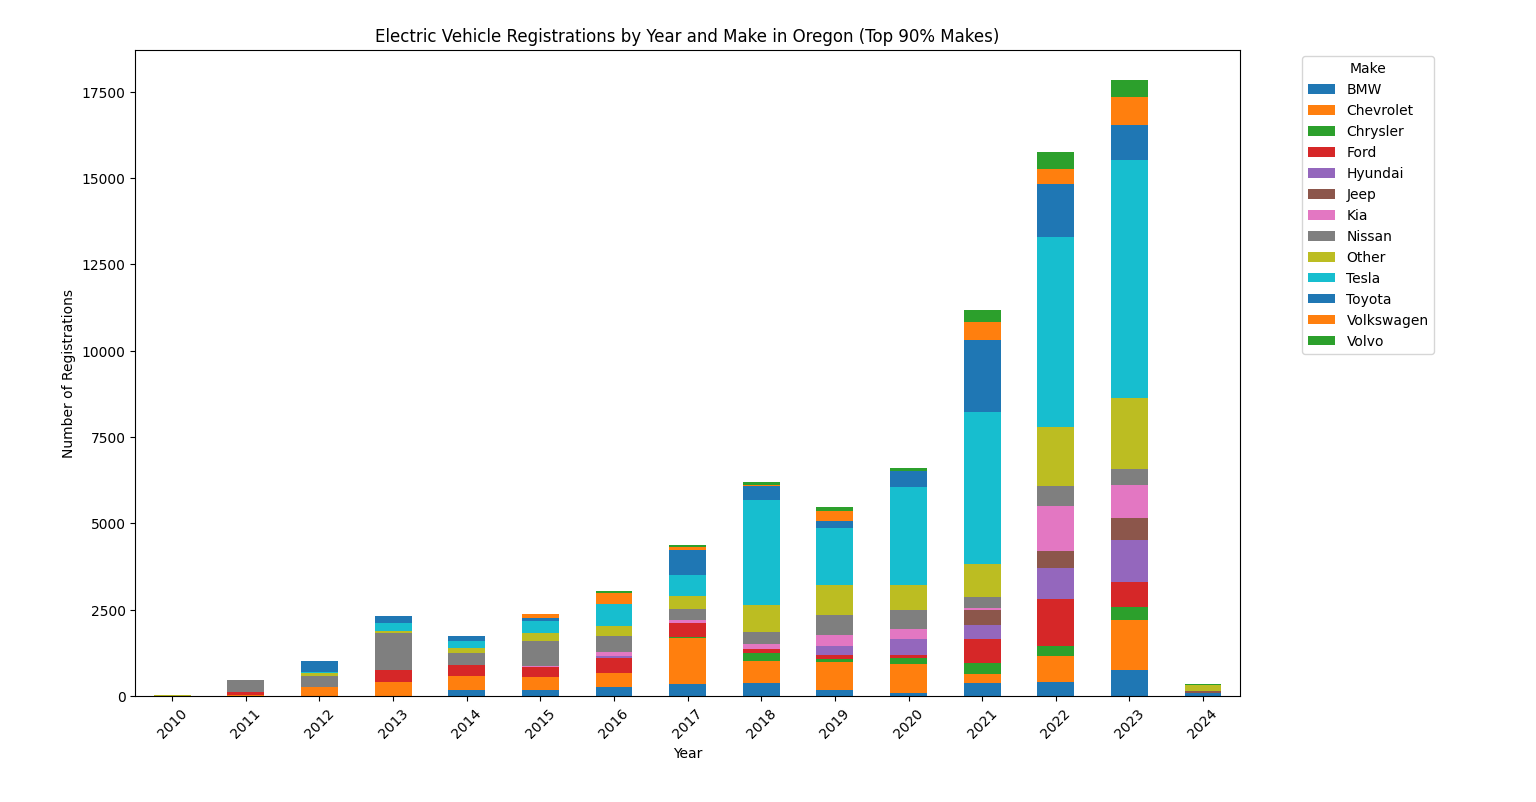 Electric Vehicle Registrations by Year and Make in Oregon (Top 90% Makes)
Number of Registrations
17500
15000
12500
10000
7500
5000
2500
0
2010
2011
2012
2013
2014
2015
2016
2017
2018
2019
2020
2021
2022
2023
2024
Year
Make
BMW
Chevrolet
Chrysler
Ford
Hyundai
Jeep
Kia
Nissan
Other
Tesla
Toyota
Volkswagen
Volvo